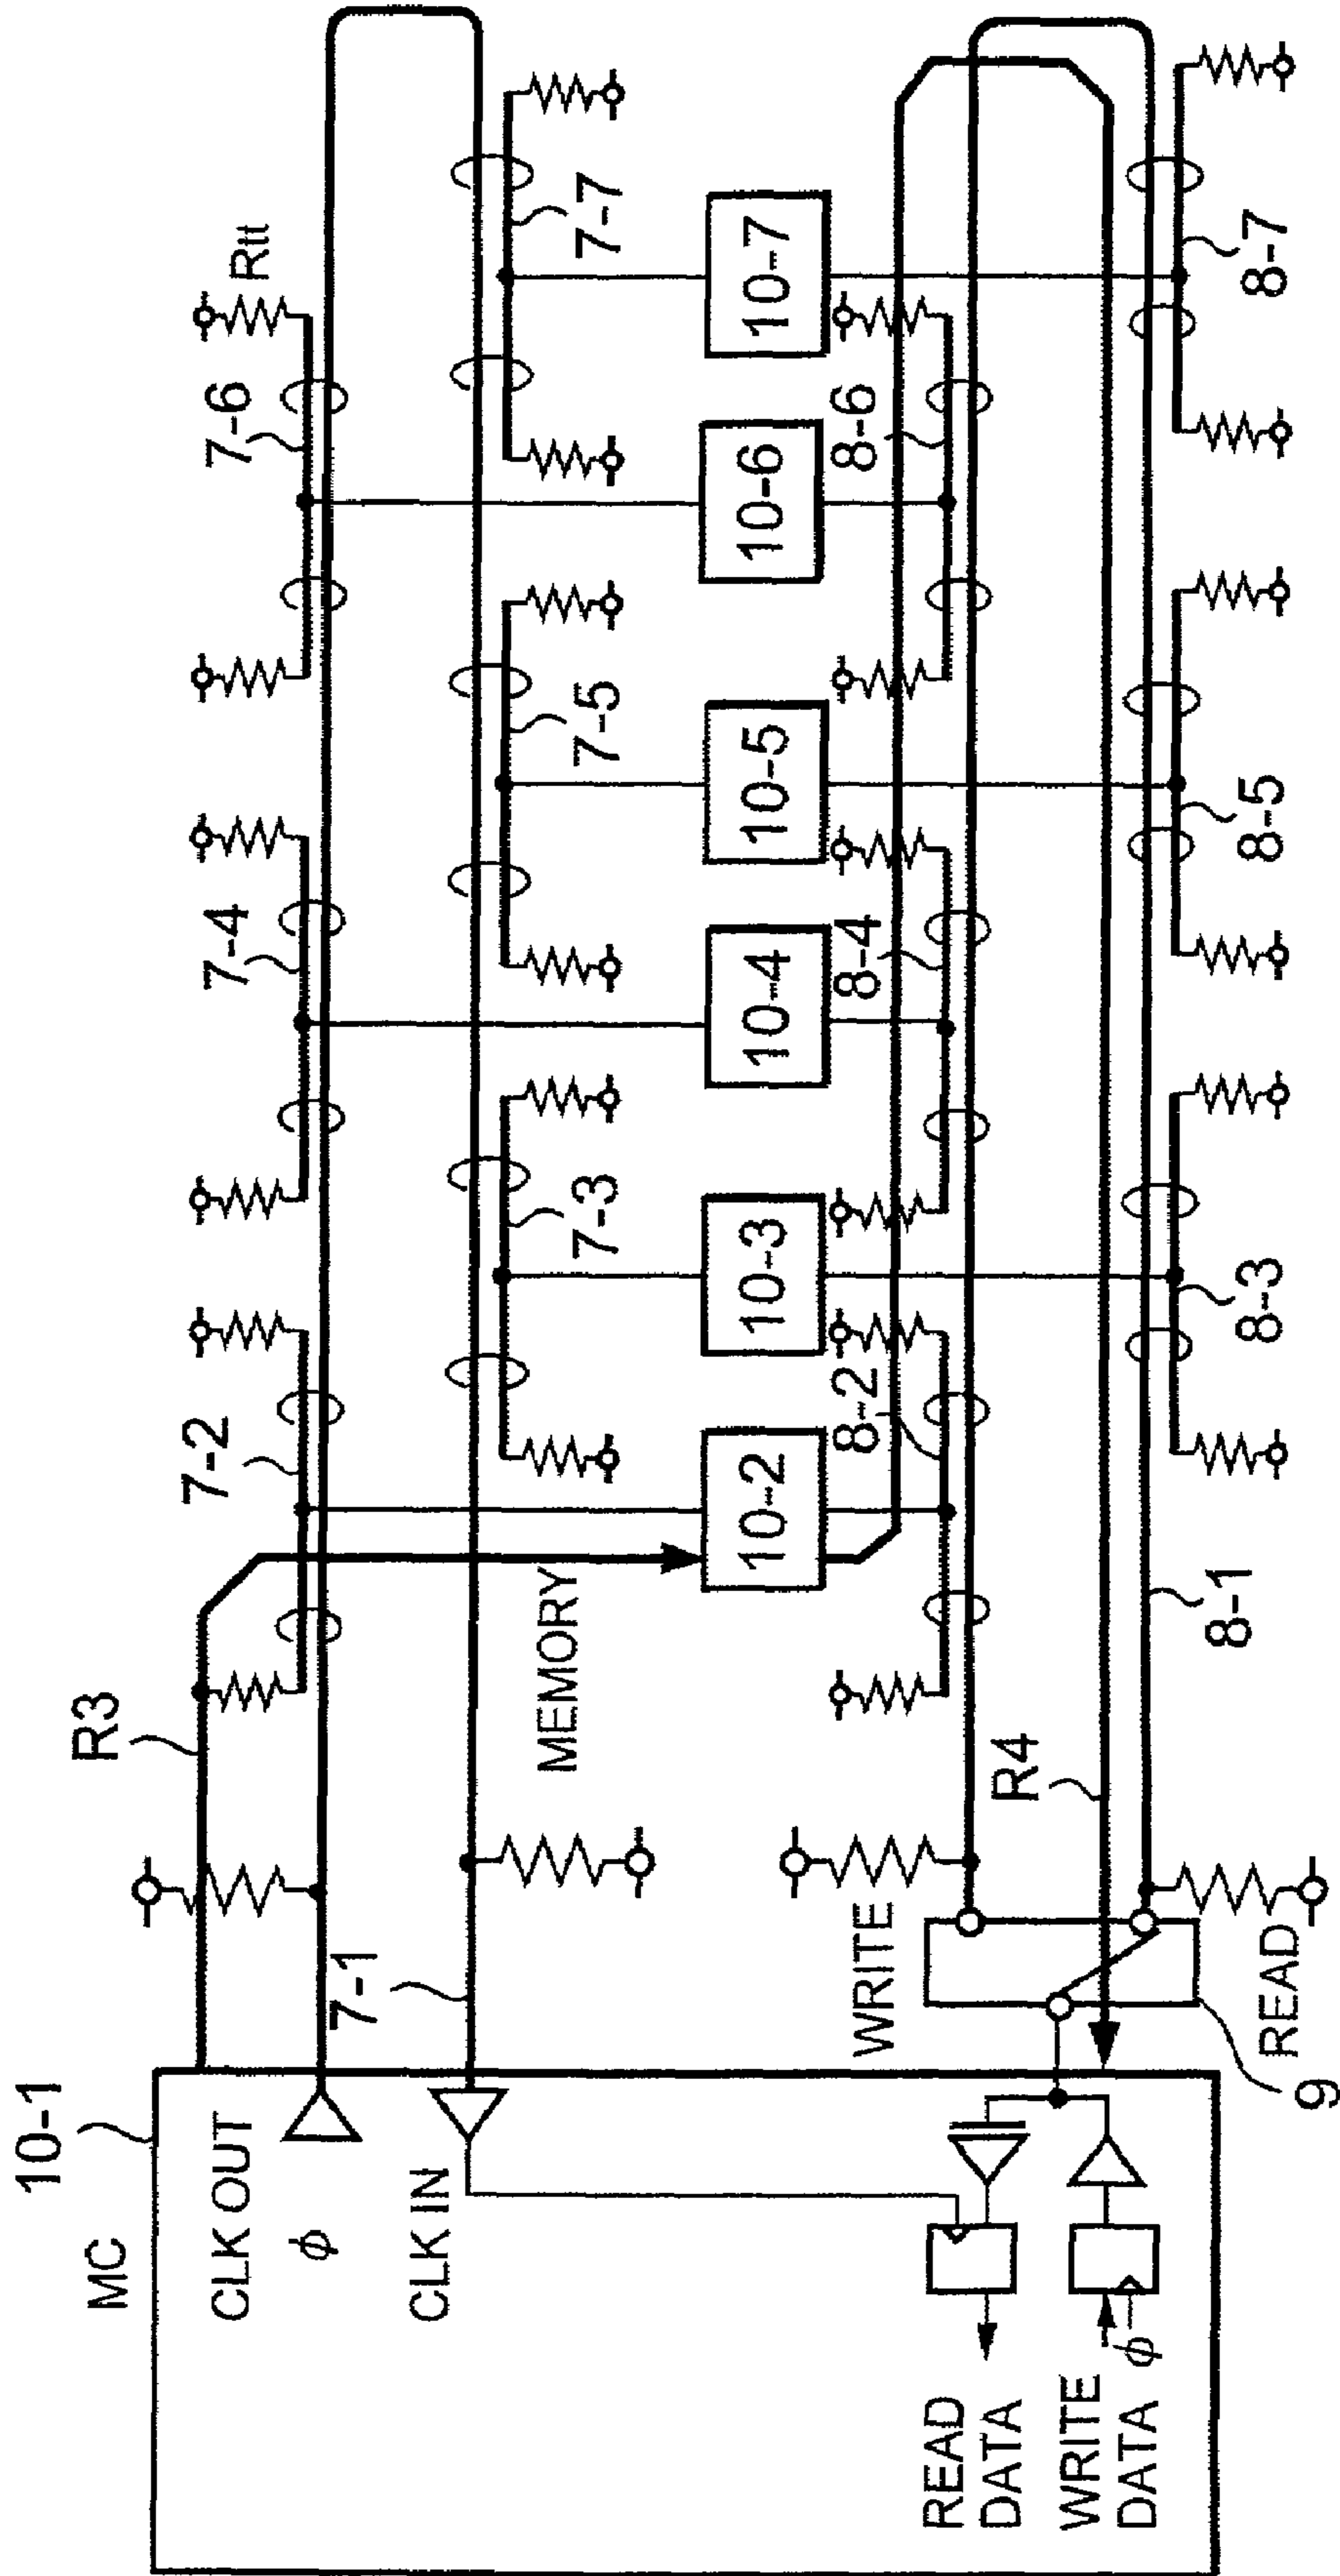 10-1
MC
CLK OUT
ϕ
CLK IN
READ
DATA
WRITE
DATA
ϕ
R3
7-1
7-2
7-4
7-6
Rtt
7-3
7-5
7-7
MEMORY
10-2
10-3
10-4
10-5
10-6
10-7
WRITE
8-2
8-4
8-6
R4
READ
9
8-1
8-3
8-5
8-7